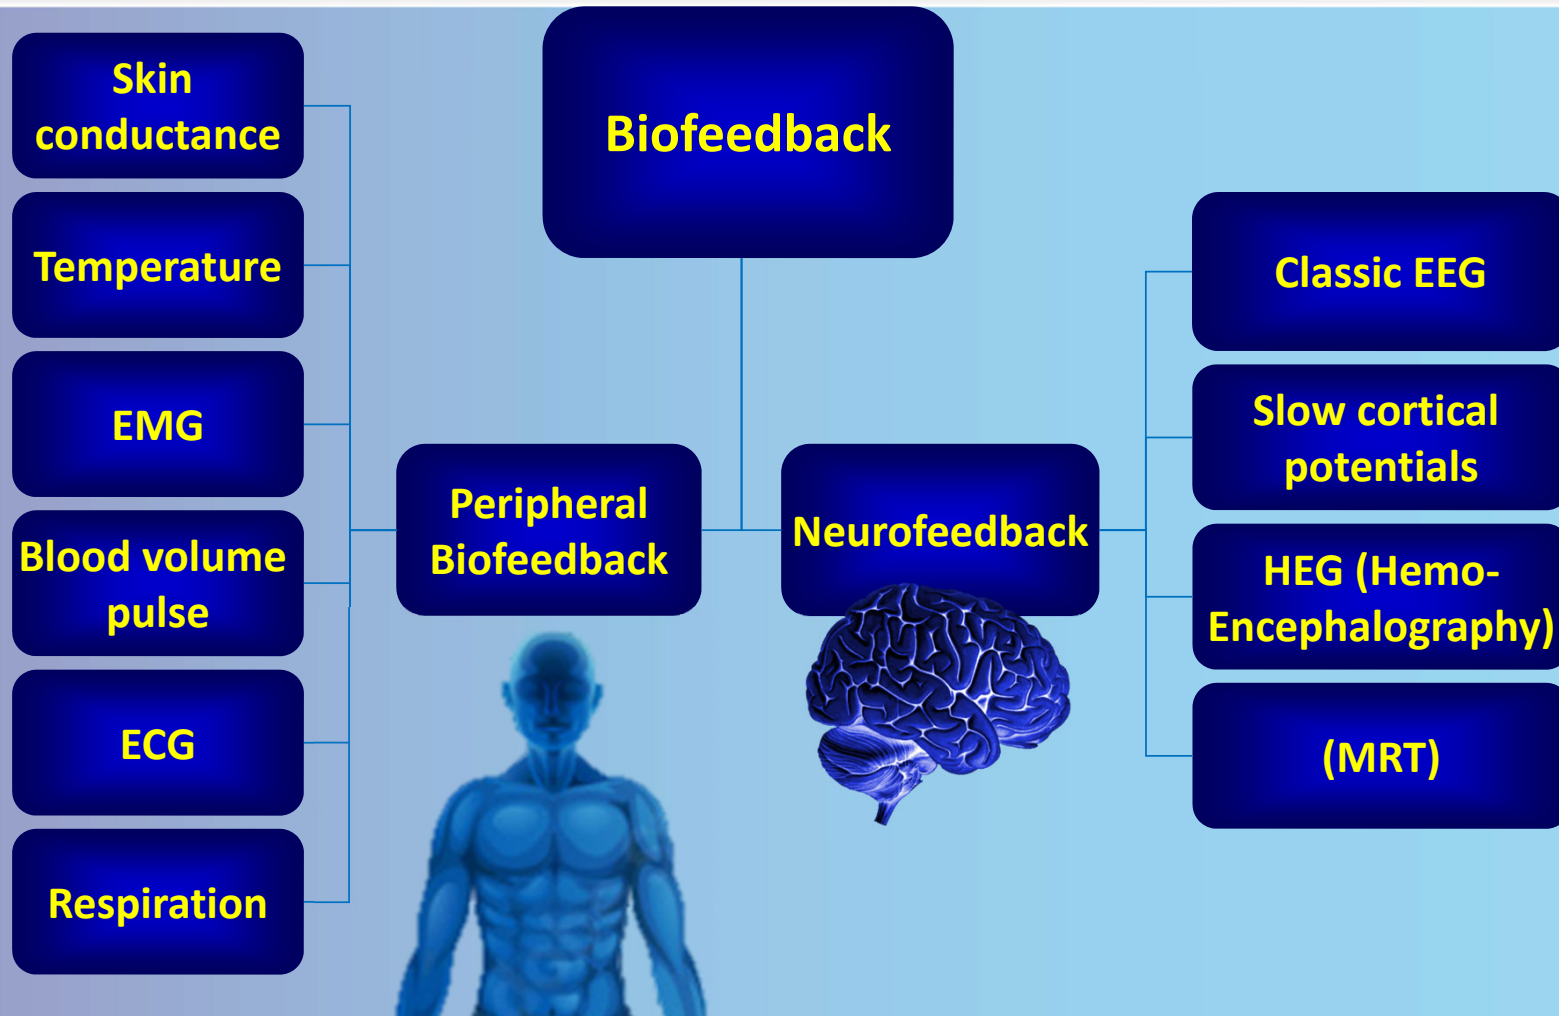 Biofeedback
Skin
conductance
Temperature
EMG
Blood volume
pulse
ECG
Respiration
Peripheral
Biofeedback
Neurofeedback
Classic EEG
Slow cortical
potentials
HEG (Hemo-
Encephalography)
(MRT)